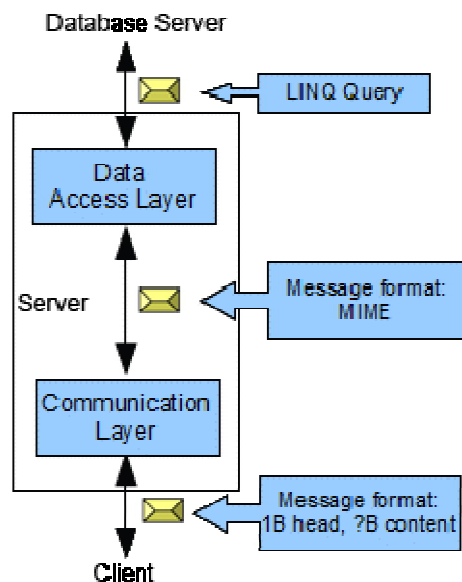 Database Server
LINQ Query
Data
Access Layer
Server
Message format:
MIME
Communication
Layer
Message format:
1B head, ?B content
Client